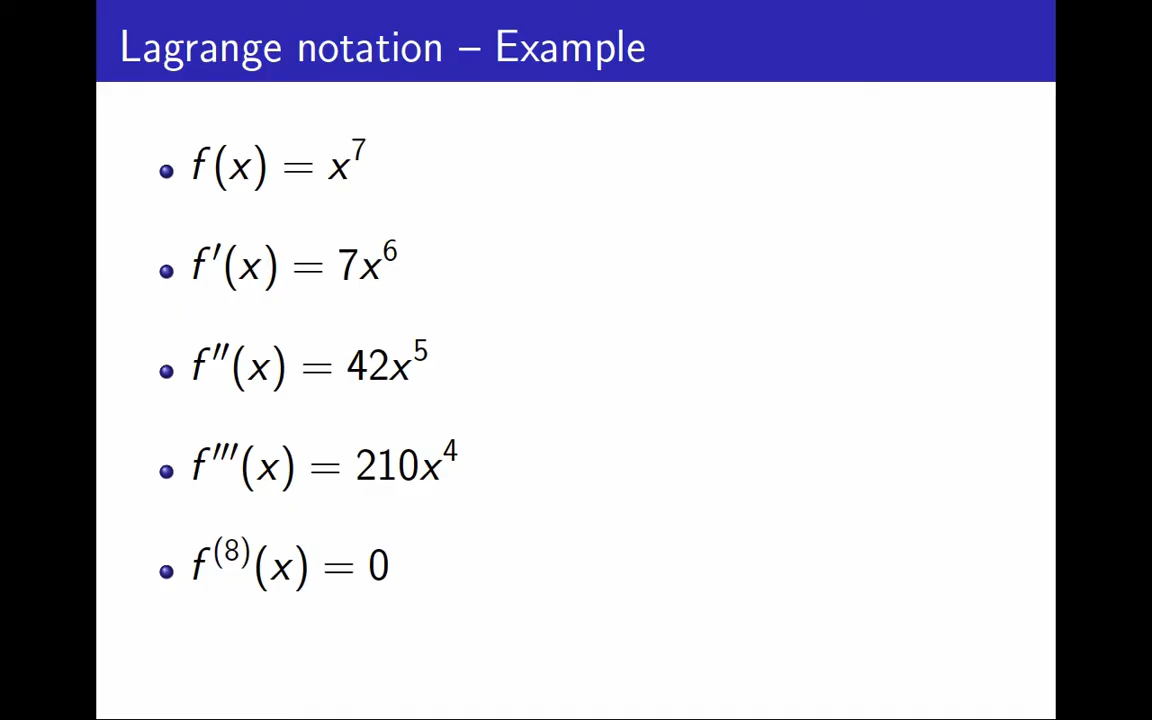 Lagrange notation – Example
• f(x) = x⁷
• f′(x) = 7x⁶
• f″(x) = 42x⁵
• f‴(x) = 210x⁴
• f⁽⁸⁾(x) = 0